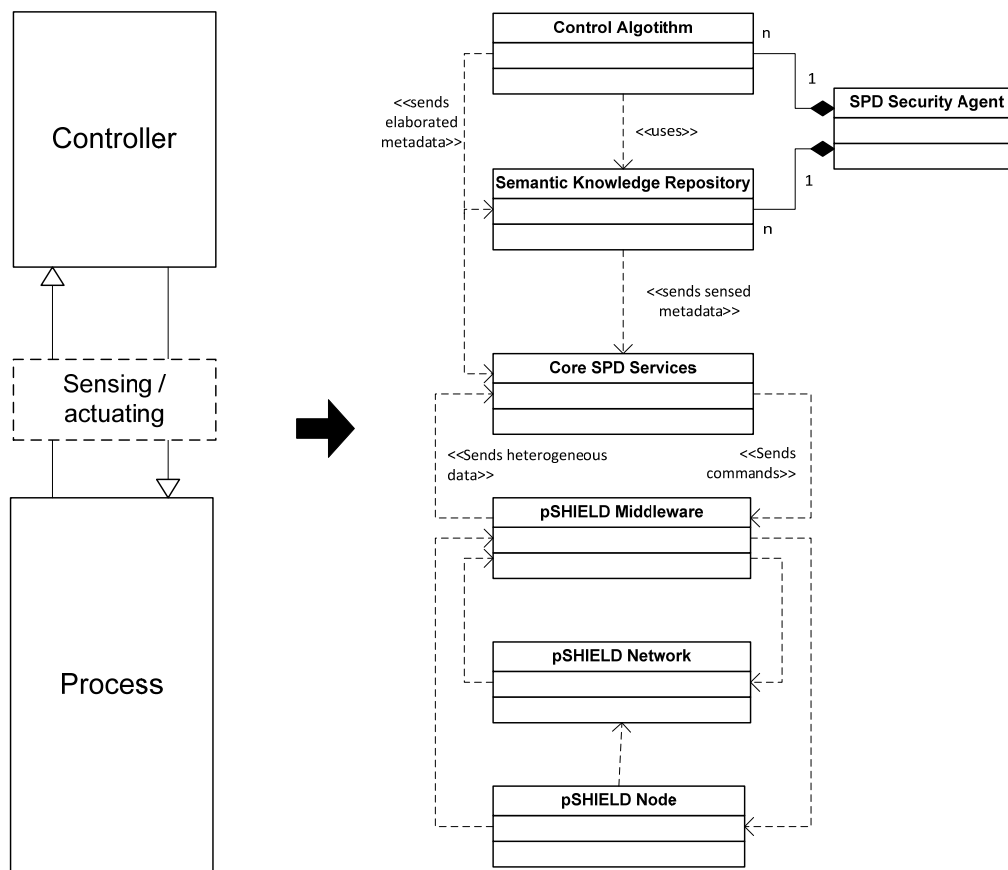 Controller
Sensing /
actuating
Process
Control Algotithm
n
1
SPD Security Agent
<<sends
elaborated
metadata>>
<<uses>>
Semantic Knowledge Repository
1
n
<<sends sensed
metadata>>
Core SPD Services
<<Sends heterogeneous
data>>
<<Sends
commands>>
pSHIELD Middleware
pSHIELD Network
pSHIELD Node